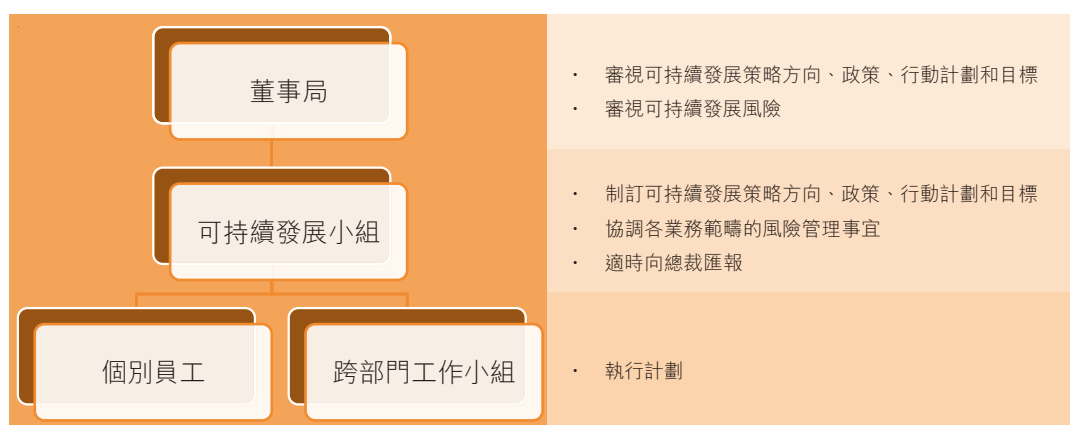 董事局
・ 審視可持續發展策略方向、政策、行動計劃和目標
・ 審視可持續發展風險
可持續發展小組
・ 制訂可持續發展策略方向、政策、行動計劃和目標
・ 協調各業務範疇的風險管理事宜
・ 適時向總裁匯報
個別員工
跨部門工作小組
・ 執行計劃